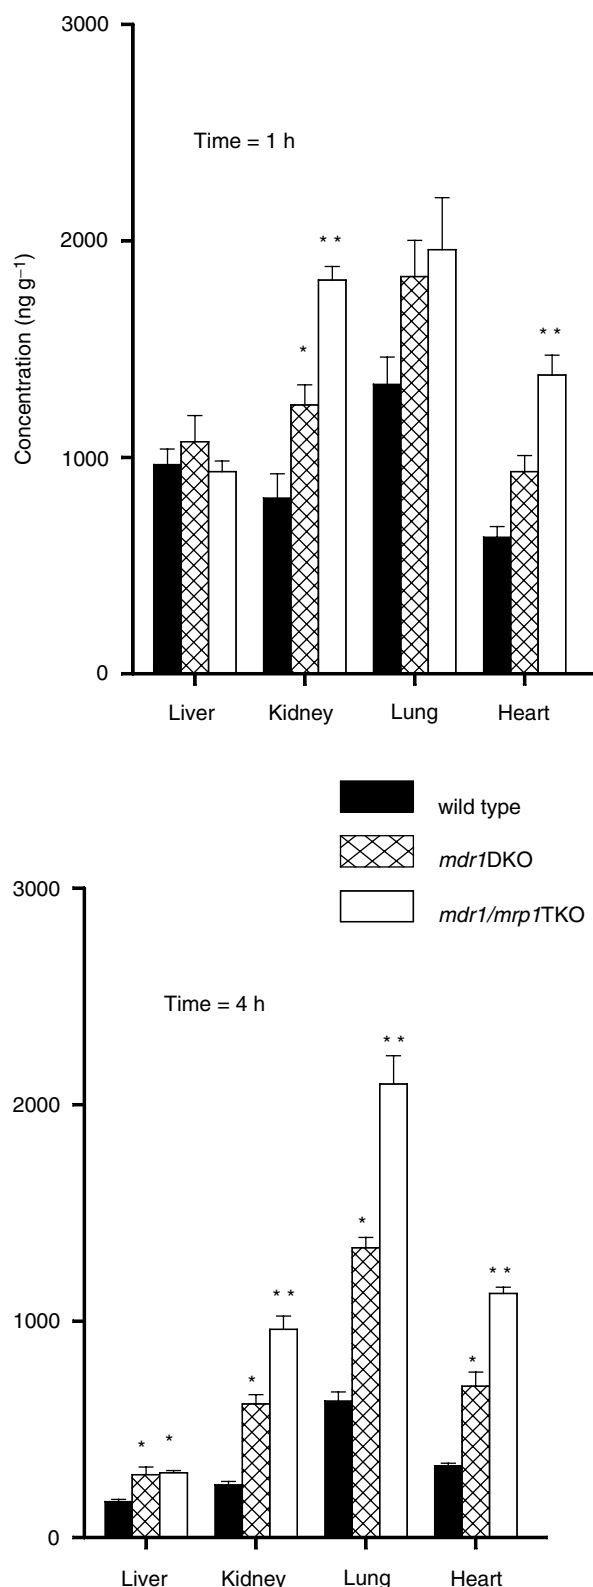 3000
Time = 1 h
2000
* *
*
* *
Concentration (ng g⁻¹)
1000
0
Liver Kidney Lung Heart
wild type
mdr1DKO
mdr1/mrp1TKO
3000
Time = 4 h
* *
2000
*
* *
* *
1000
*
*
* *
0
Liver Kidney Lung Heart